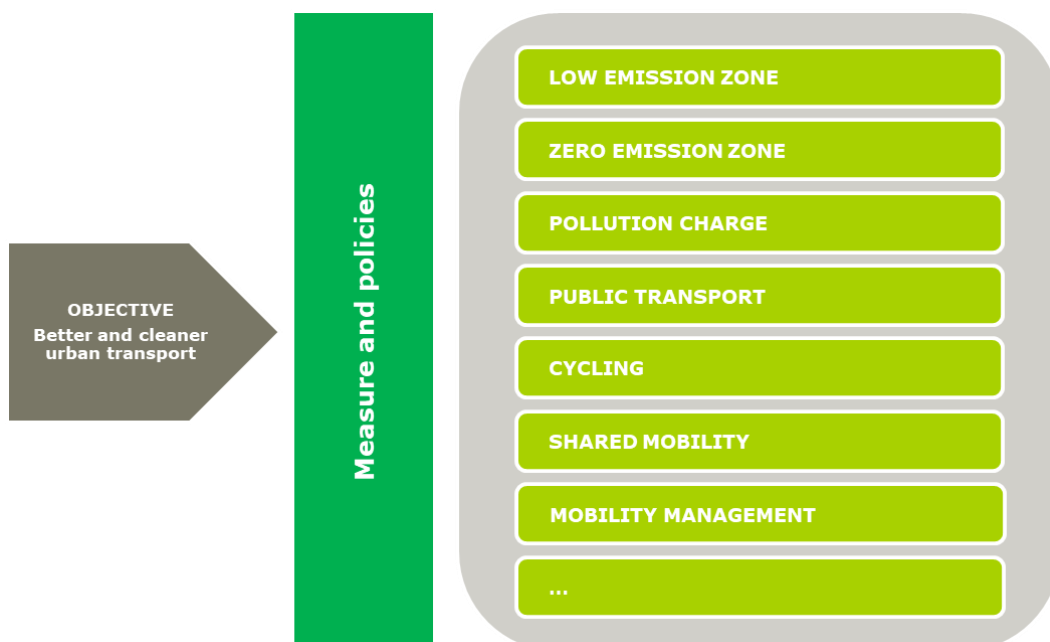 OBJECTIVE
Better and cleaner
urban transport
Measure and policies
LOW EMISSION ZONE
ZERO EMISSION ZONE
POLLUTION CHARGE
PUBLIC TRANSPORT
CYCLING
SHARED MOBILITY
MOBILITY MANAGEMENT
...